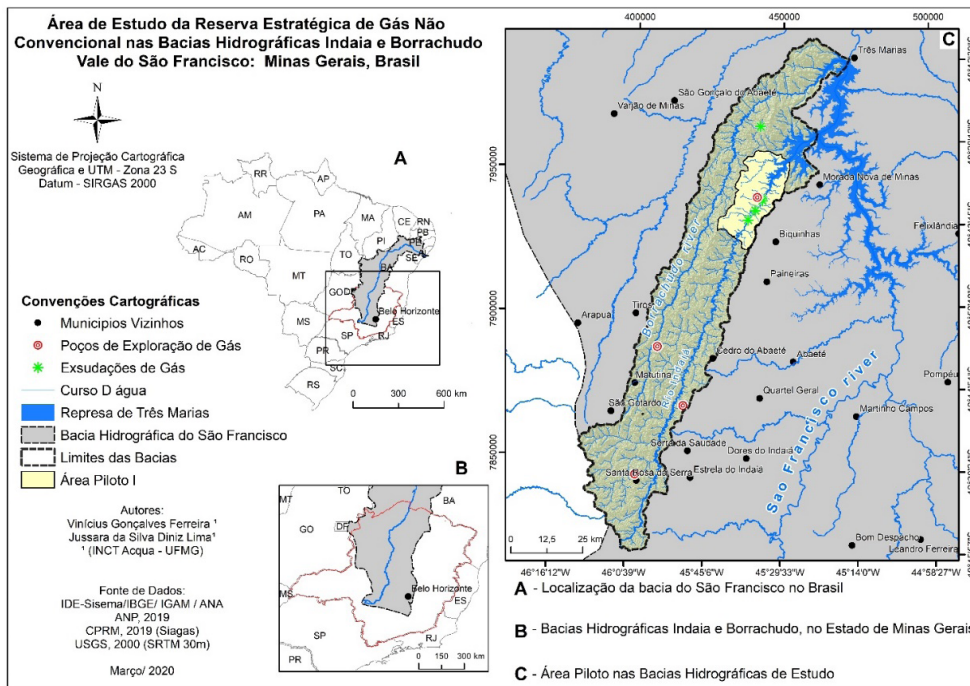 Área de Estudo da Reserva Estratégica de Gás Não
Convencional nas Bacias Hidrográficas Indaia e Borrachudo
Vale do São Francisco: Minas Gerais, Brasil
N
Sistema de Projeção Cartográfica
Geográfica e UTM - Zona 23 S
Datum - SIRGAS 2000
A
RR
AP
AM
PA
MA
CE
RN
PB
PI
AC
RO
TO
SE
BA
MT
GO
DF
Belo Horizonte
MS
ES
SP
RJ
PR
SC
RS
0 300 600 km
Convenções Cartográficas
Municipios Vizinhos
Poços de Exploração de Gás
Exsudações de Gás
Curso D água
Represa de Três Marias
Bacia Hidrográfica do São Francisco
Limites das Bacias
Área Piloto I
Autores:
Vinícius Gonçalves Ferreira ¹
Jussara da Silva Diniz Lima¹
¹ (INCT Acqua - UFMG)
Fonte de Dados:
IDE-Sisema/IBGE/ IGAM / ANA
ANP, 2019
CPRM, 2019 (Siagas)
USGS, 2000 (SRTM 30m)
Março/ 2020
B
MT
TO
BA
GO
DF
Belo Horizonte
MS
ES
SP
RJ
PR
0 150 300 km
400000 450000 500000
C
Três Marias
São Gonçalo do Abaeté
Varjão de Minas
7950000
Morada Nova de Minas
Felixlândia
Biquinhas
Borrachudo river
Paineiras
Tiros
7900000
Arapuá
Cedro do Abaeté
Abaeté
Rio Indaiá
Matutina
Pompéu
Quartel Geral
São Gotardo
Martinho Campos
Sao Francisco river
7850000
Serra da Saudade
Dores do Indaiá
Santa Rosa da Serra
Estrela do Indaiá
Bom Despacho
Leandro Ferreira
0 12,5 25 km
46°16'12"W 46°0'39"W 45°29'33"W 45°14'0"W 44°58'27"W
A - Localização da bacia do São Francisco no Brasil
B - Bacias Hidrográficas Indaia e Borrachudo, no Estado de Minas Gerais
C - Área Piloto nas Bacias Hidrográficas de Estudo